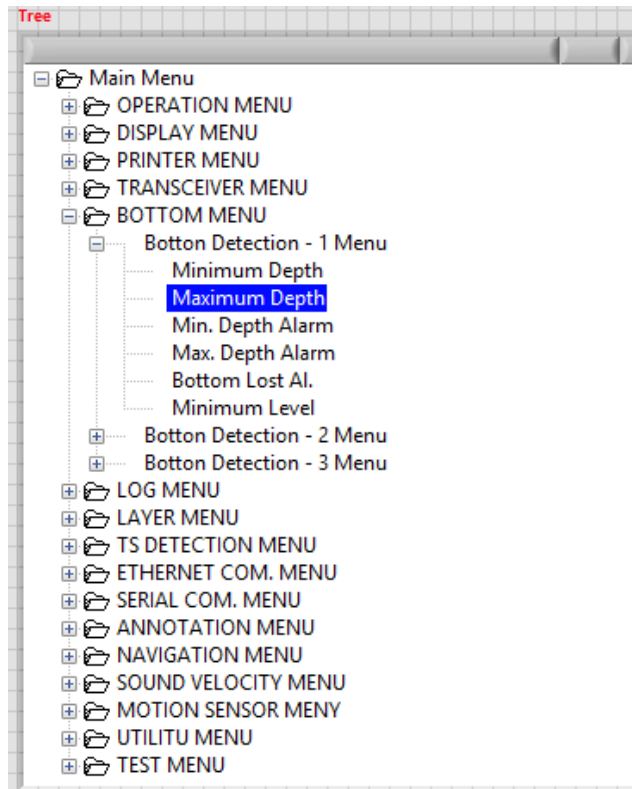 Tree
Main Menu
OPERATION MENU
DISPLAY MENU
PRINTER MENU
TRANSCEIVER MENU
BOTTOM MENU
Botton Detection - 1 Menu
Minimum Depth
Maximum Depth
Min. Depth Alarm
Max. Depth Alarm
Bottom Lost Al.
Minimum Level
Botton Detection - 2 Menu
Botton Detection - 3 Menu
LOG MENU
LAYER MENU
TS DETECTION MENU
ETHERNET COM. MENU
SERIAL COM. MENU
ANNOTATION MENU
NAVIGATION MENU
SOUND VELOCITY MENU
MOTION SENSOR MENY
UTILITU MENU
TEST MENU